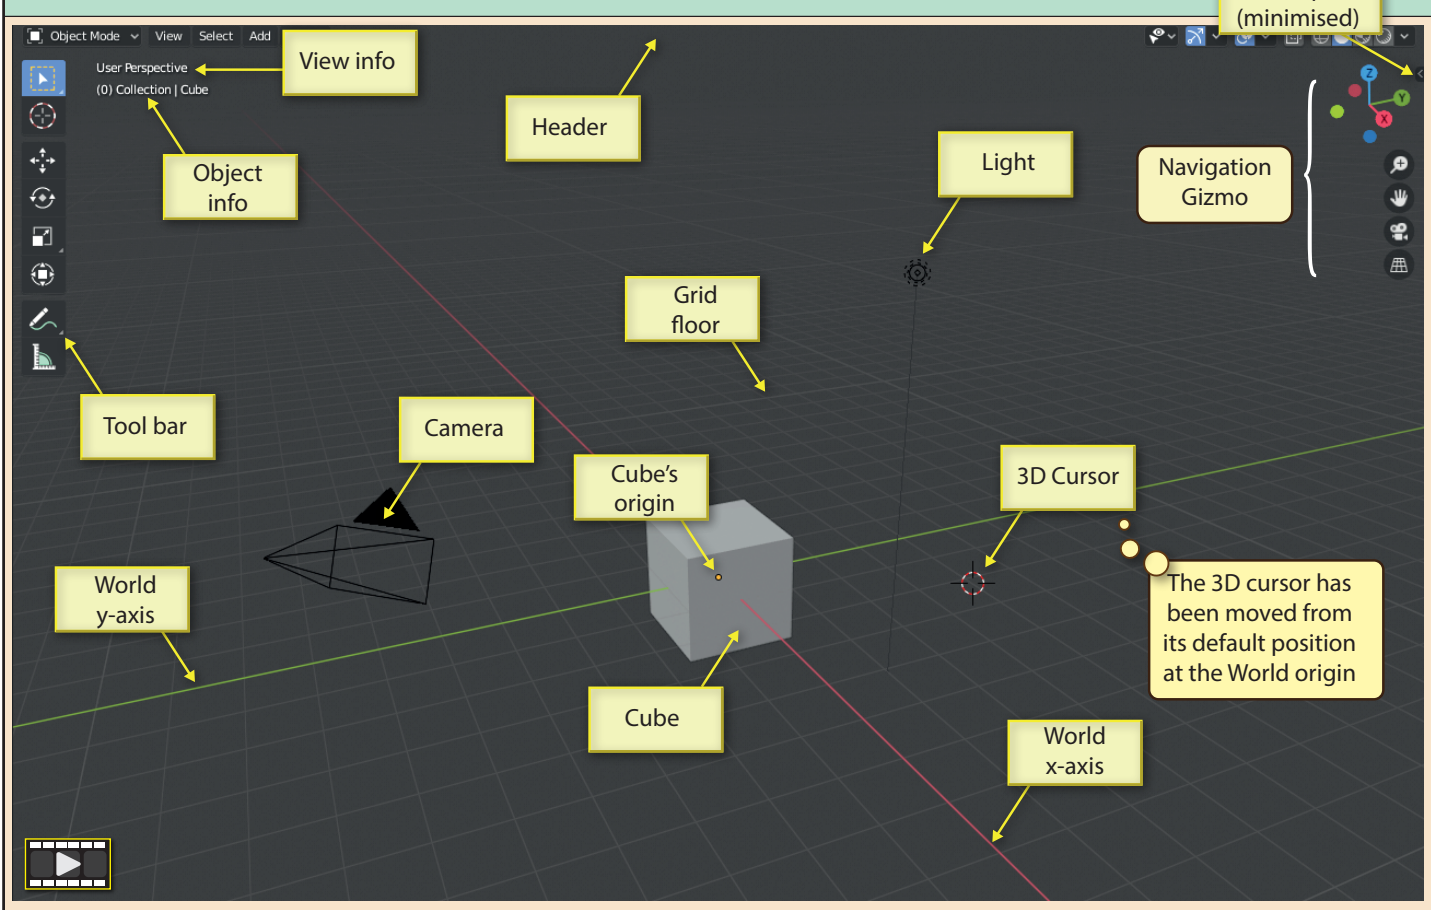 (minimised)
Object Mode
View
Select
Add
User Perspective
(0) Collection | Cube
View info
Header
Object
info
Light
Navigation
Gizmo
Z
Y
X
Grid
floor
Tool bar
Camera
Cube’s
origin
3D Cursor
World
y-axis
The 3D cursor has
been moved from
its default position
at the World origin
Cube
World
x-axis